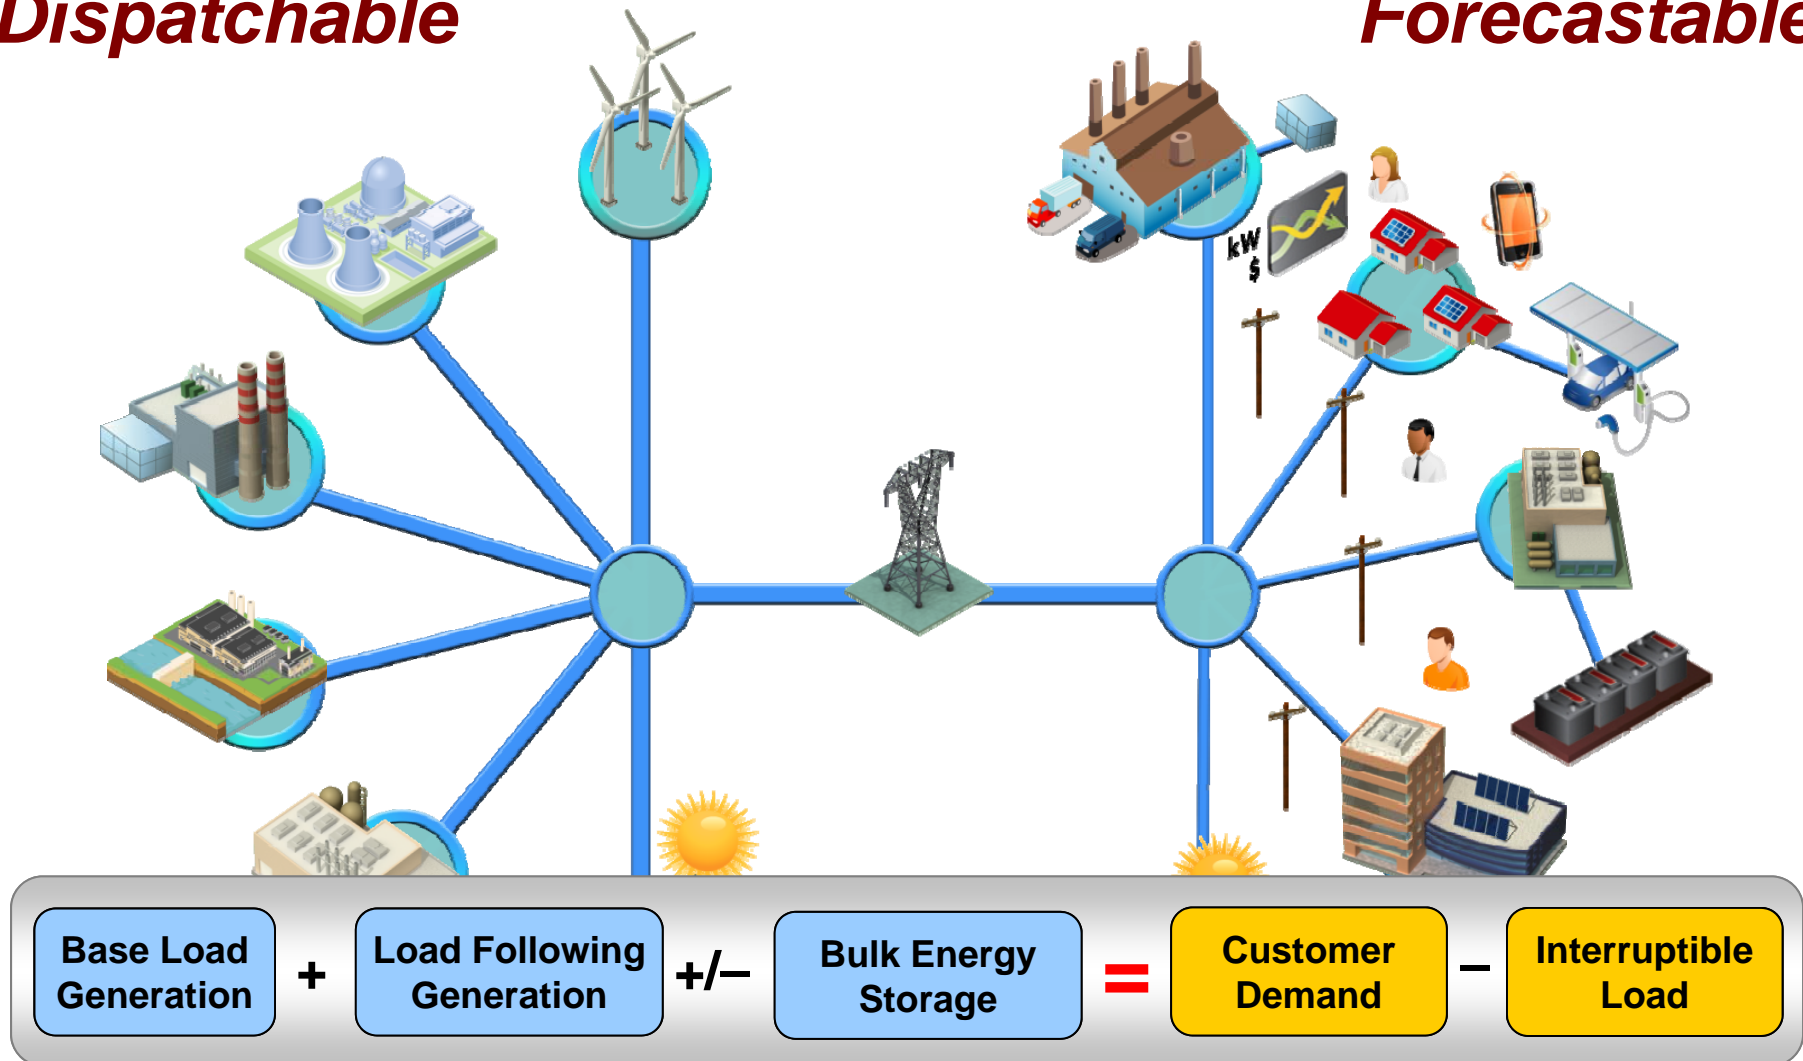 Dispatchable
Forecastable
kW
$
Base Load
Generation
+
Load Following
Generation
+/–
Bulk Energy
Storage
=
Customer
Demand
–
Interruptible
Load